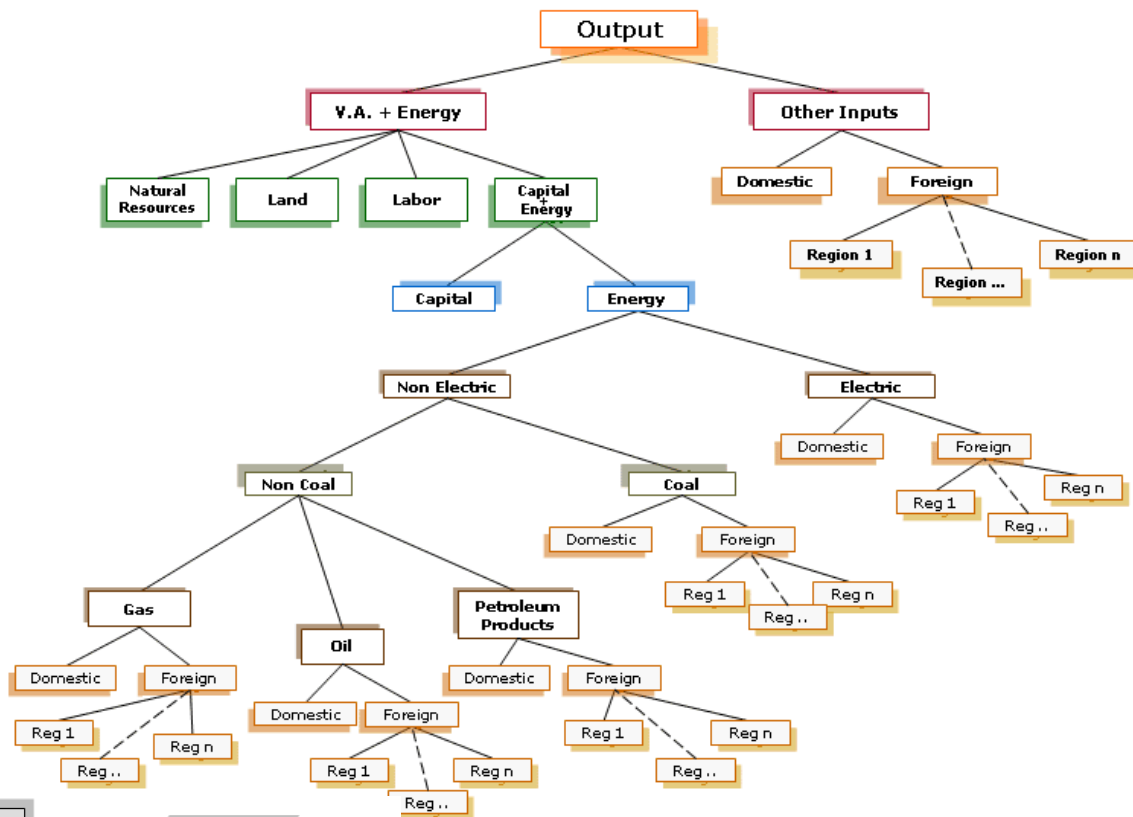 Output
V.A. + Energy
Other Inputs
Natural
Resources
Land
Labor
Capital
+
Energy
Domestic
Foreign
Region 1
Region ...
Region n
Capital
Energy
Non Electric
Electric
Domestic
Foreign
Reg 1
Reg ..
Reg n
Non Coal
Coal
Domestic
Foreign
Reg 1
Reg ..
Reg n
Gas
Oil
Petroleum
Products
Domestic
Foreign
Reg 1
Reg ..
Reg n
Domestic
Foreign
Reg 1
Reg ..
Reg n
Domestic
Foreign
Reg 1
Reg ..
Reg n